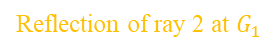 Reflection of ray 2 at G₁